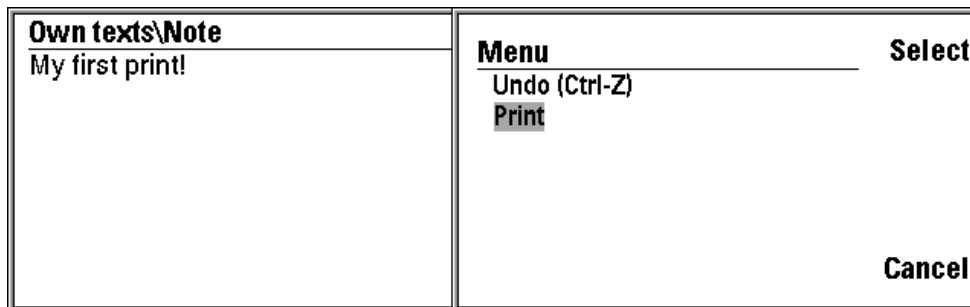 Own texts\Note
My first print!
Menu
Select
Undo (Ctrl-Z)
Print
Cancel